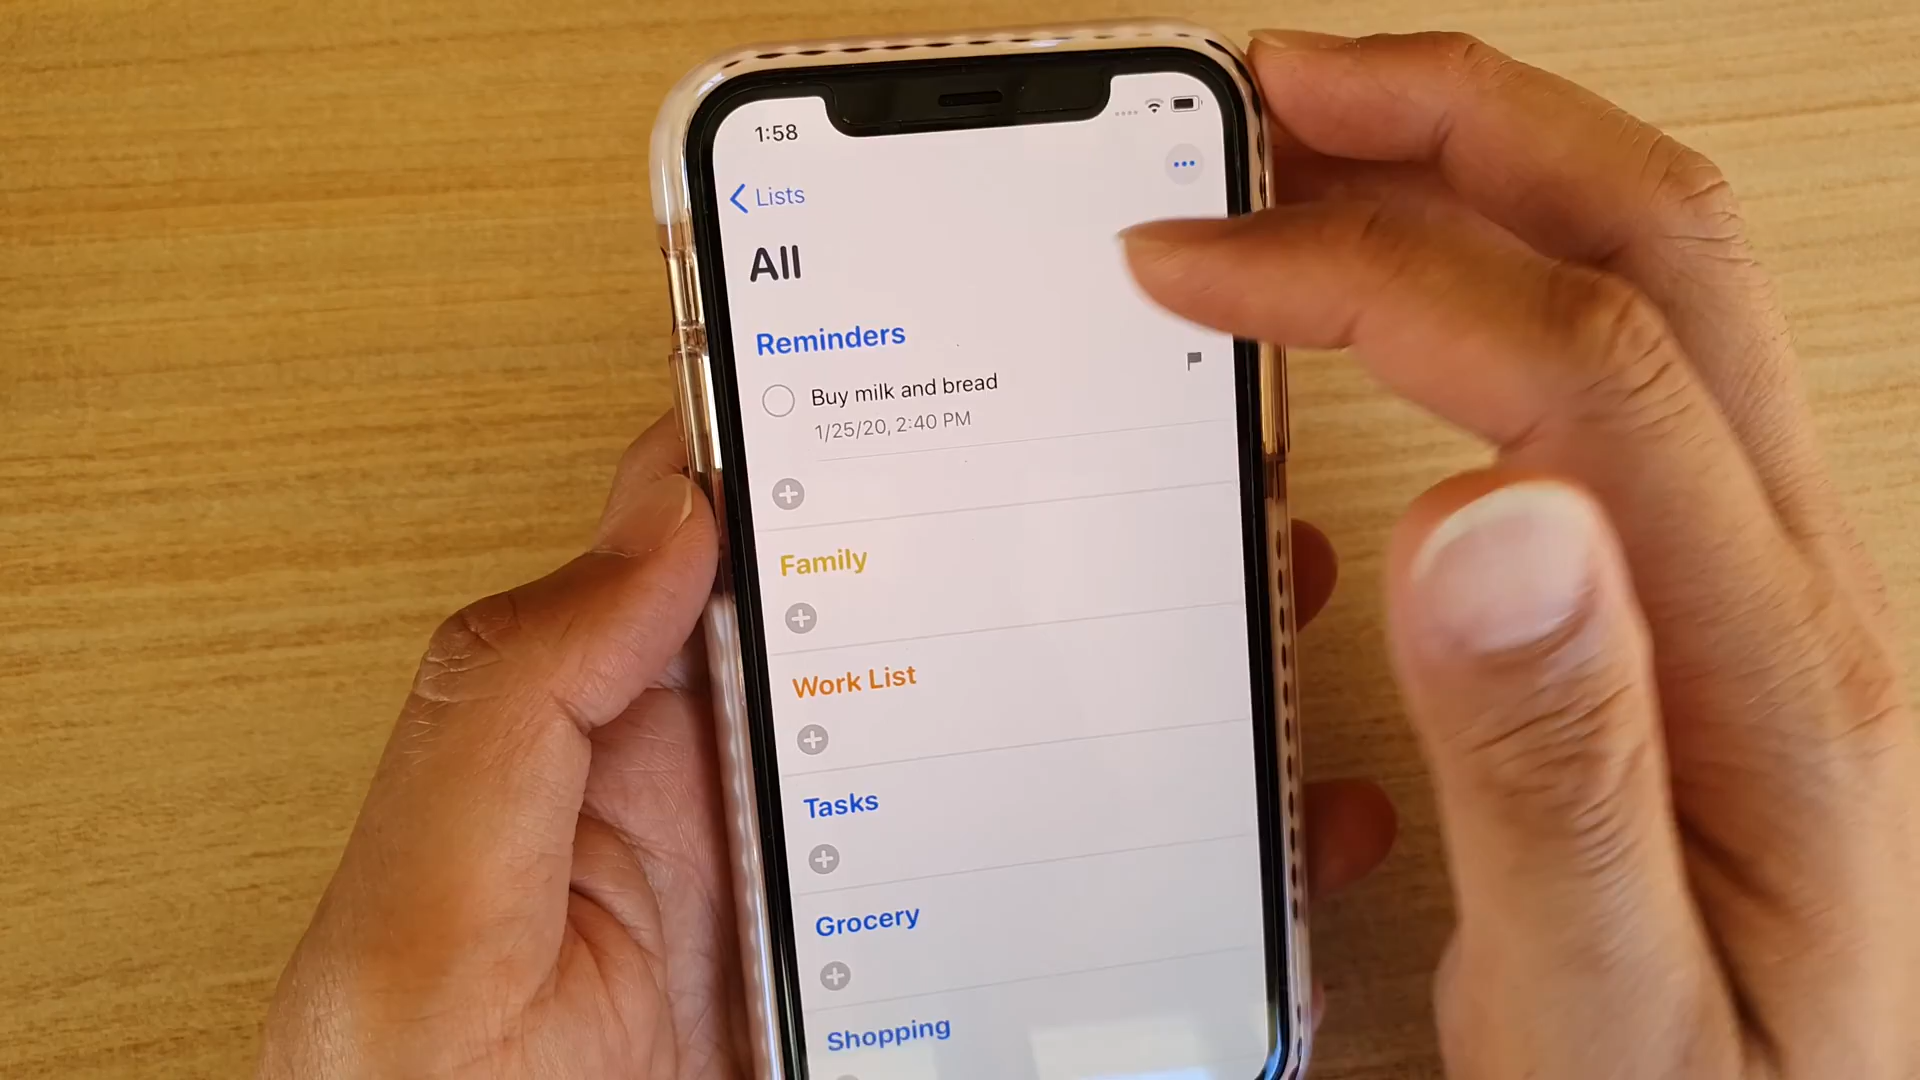 1:58
Lists
All
Reminders
Buy milk and bread
1/25/20, 2:40 PM
Family
Work List
Tasks
Grocery
Shopping